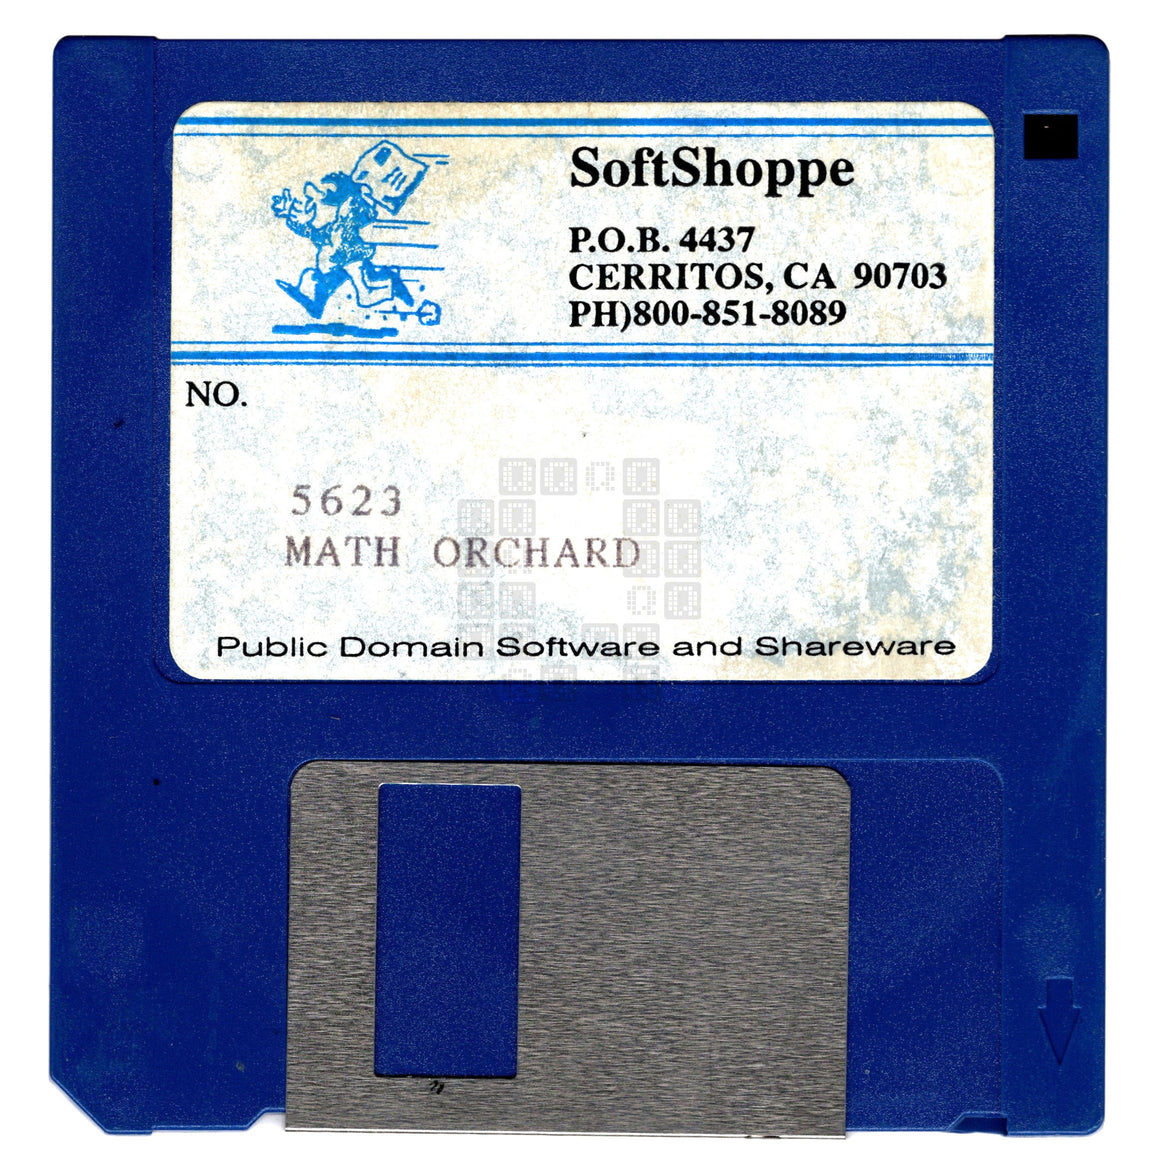 SoftShoppe
P.O.B. 4437
CERRITOS, CA 90703
PH)800-851-8089
NO.
5623
MATH ORCHARD
Public Domain Software and Shareware